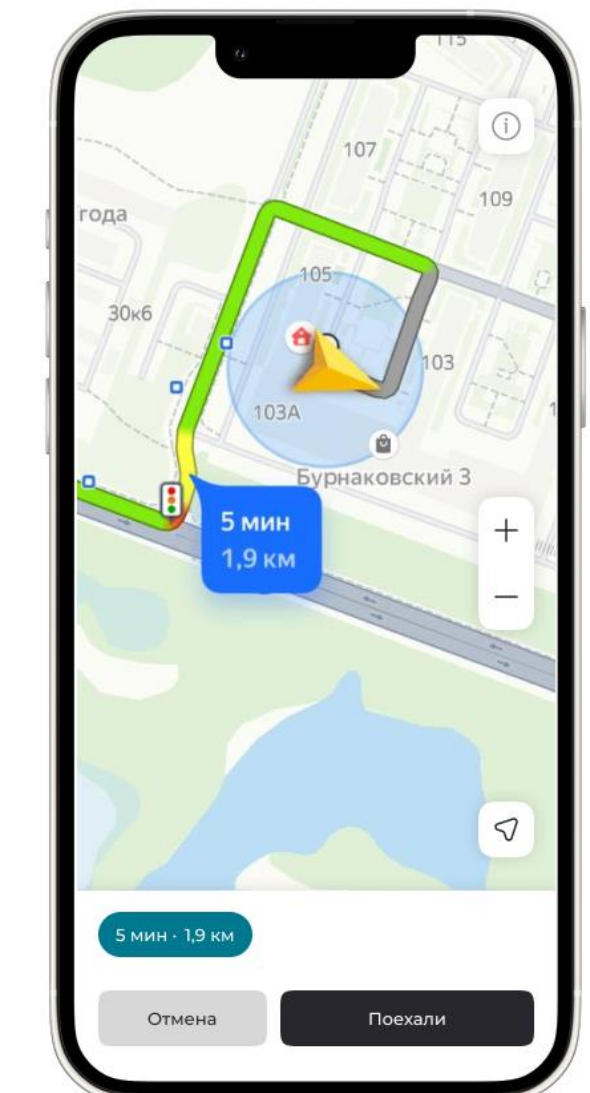 115
107
109
года
105
30к6
103
103А
Бурнаковский 3
5 мин
1,9 км
5 мин · 1,9 км
Отмена
Поехали